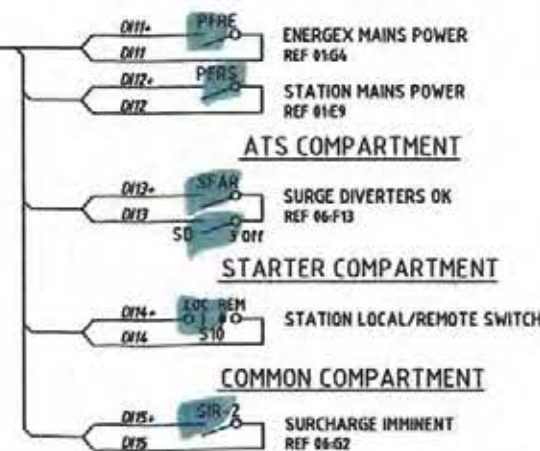 DI11+ PFRE ENERGEX MAINS POWER
DI11 REF 01:G4
DI12+ PFRS STATION MAINS POWER
DI12 REF 01:E9
ATS COMPARTMENT
DI13+ SFAR SURGE DIVERTERS OK
DI13 REF 06:F13
SD 3 Off
STARTER COMPARTMENT
DI14+ LOC REM STATION LOCAL/REMOTE SWITCH
DI14 S10
COMMON COMPARTMENT
DI15+ SIR-2 SURCHARGE IMMINENT
DI15 REF 06:G2